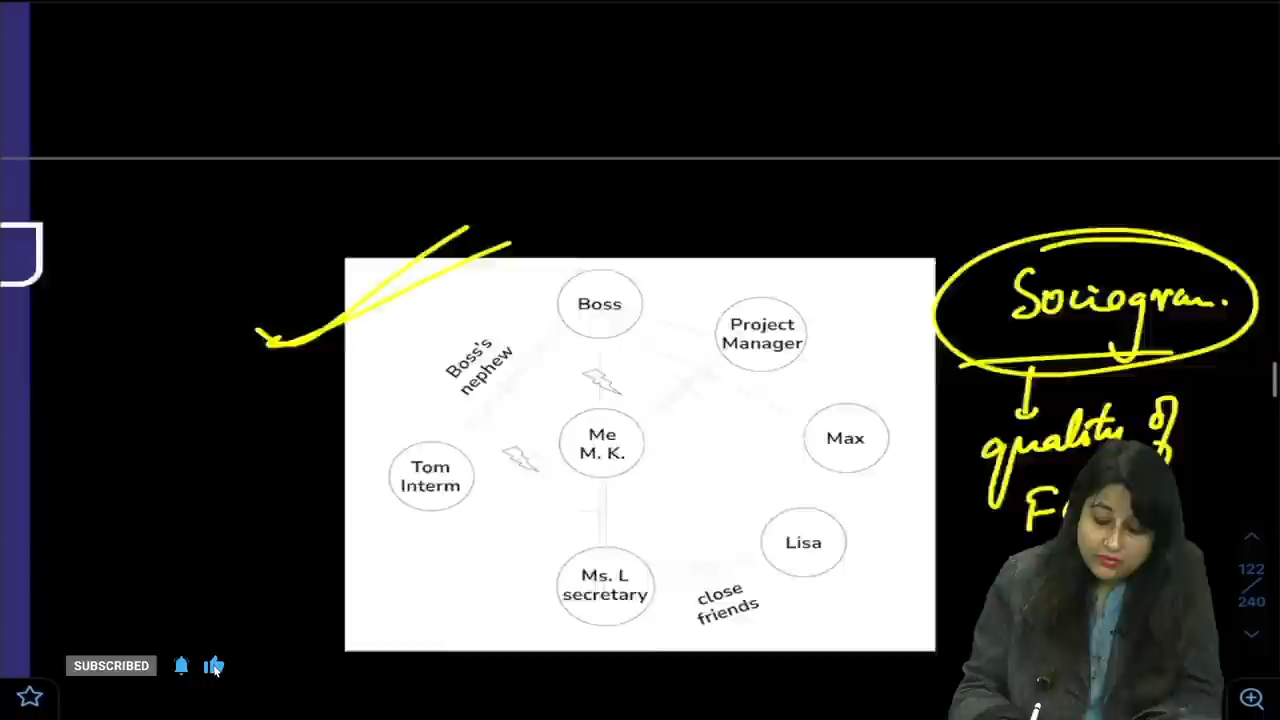 Boss
Project
Manager
Boss's
nephew
Me
M. K.
Max
Tom
Interm
Lisa
Ms. L
secretary
close
friends
Sociogram.
quality of
SUBSCRIBED
122
240